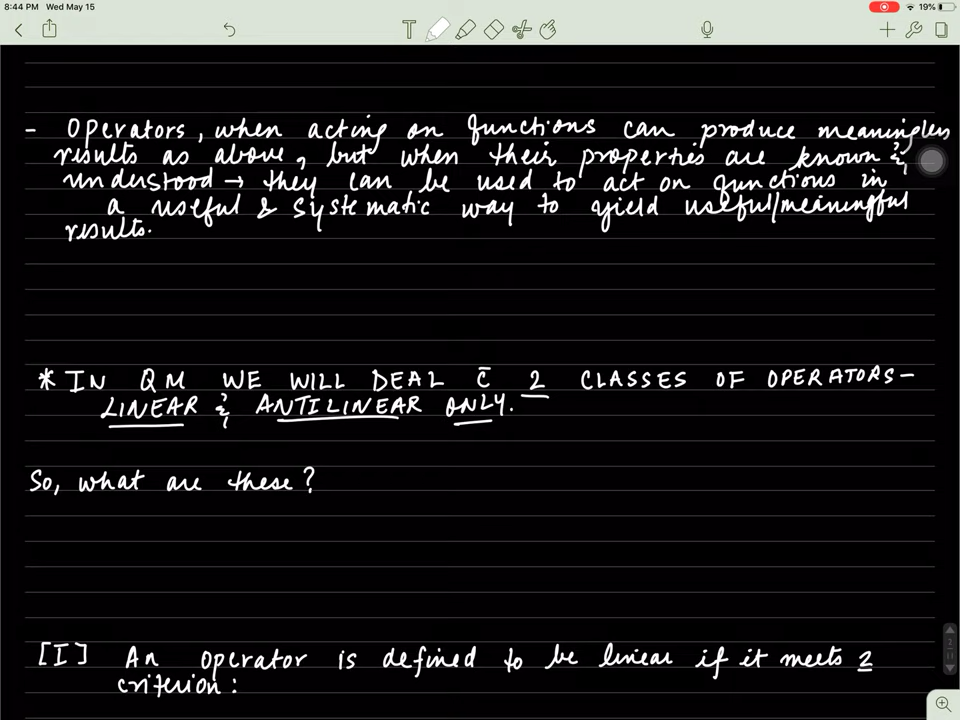 8:44 PM Wed May 15
19%
- Operators, when acting on functions can produce meaningless
results as above, but when their properties are known &
understood → they can be used to act on functions in
a useful & systematic way to yield useful/meaningful
results.
* IN QM WE WILL DEAL C̄ 2 CLASSES OF OPERATORS-
LINEAR & ANTILINEAR ONLY.
So, what are these?
[I] An operator is defined to be linear if it meets 2
criterion: